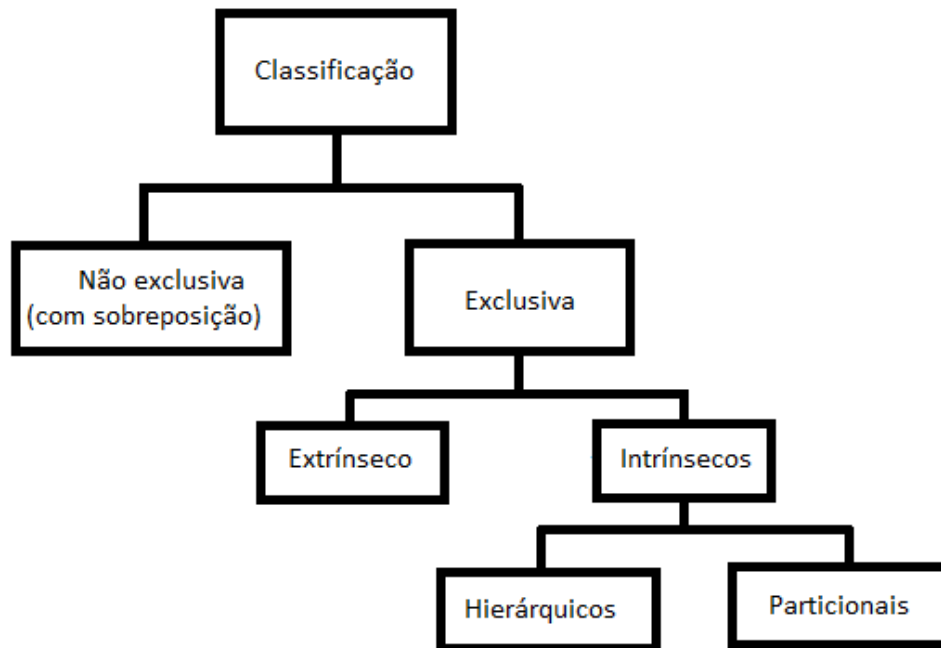 Classificação
Não exclusiva
(com sobreposição)
Exclusiva
Extrínseco
Intrínsecos
Hierárquicos
Particionais